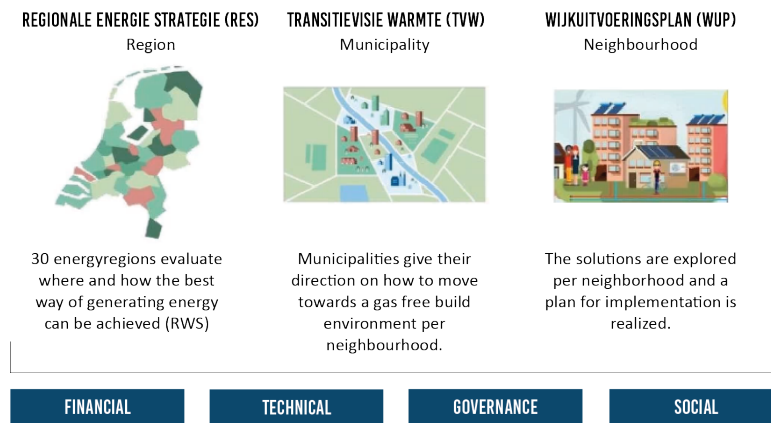 REGIONALE ENERGIE STRATEGIE (RES)
Region
30 energyregions evaluate
where and how the best
way of generating energy
can be achieved (RWS)
TRANSITIEVISIE WARMTE (TVW)
Municipality
Municipalities give their
direction on how to move
towards a gas free build
environment per
neighbourhood.
WIJKUITVOERINGSPLAN (WUP)
Neighbourhood
The solutions are explored
per neighborhood and a
plan for implementation is
realized.
FINANCIAL
TECHNICAL
GOVERNANCE
SOCIAL